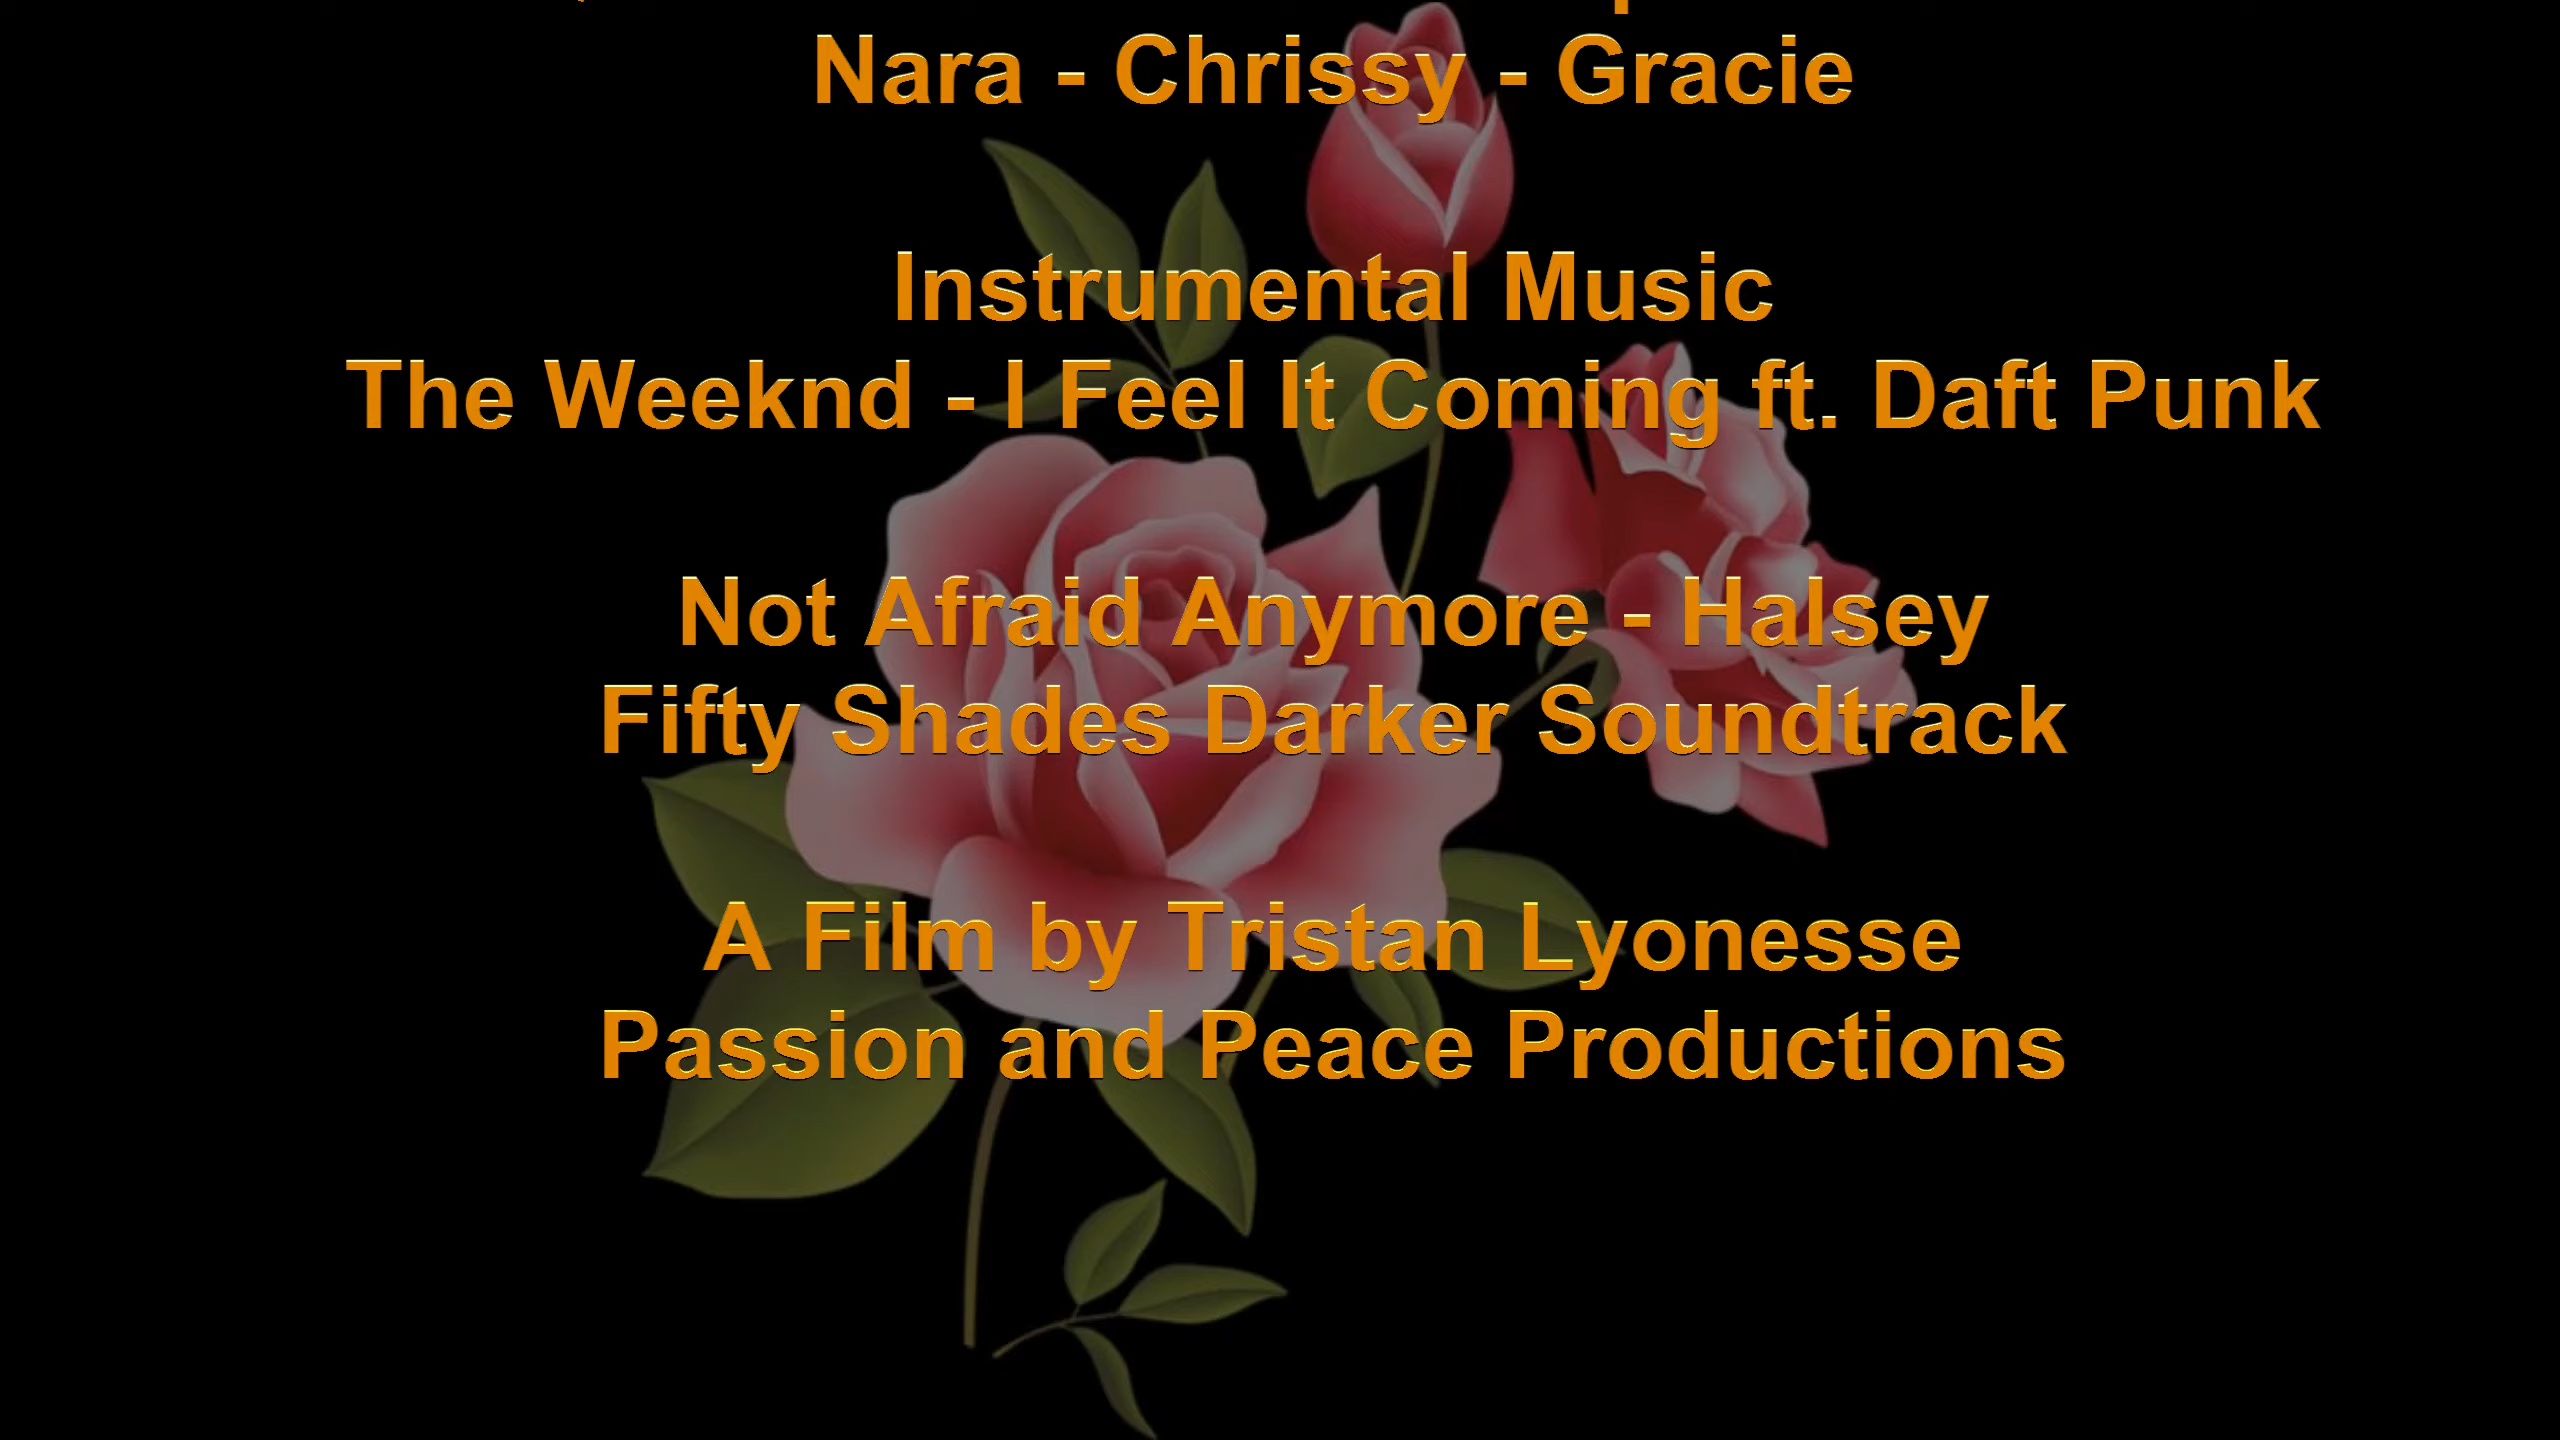 Nara - Chrissy - Gracie
Instrumental Music
The Weeknd - I Feel It Coming ft. Daft Punk
Not Afraid Anymore - Halsey
Fifty Shades Darker Soundtrack
A Film by Tristan Lyonesse
Passion and Peace Productions